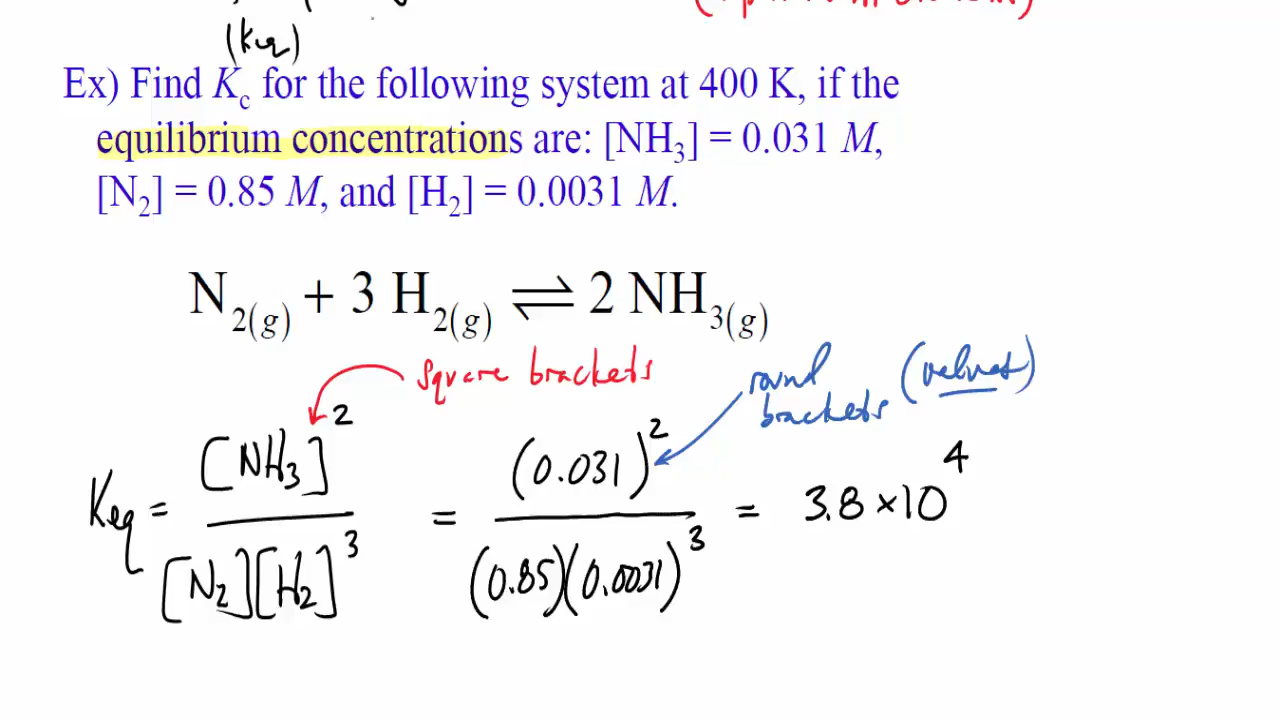 (Keq)
Ex) Find Kc for the following system at 400 K, if the
equilibrium concentrations are: [NH3] = 0.031 M,
[N2] = 0.85 M, and [H2] = 0.0031 M.
N2(g) + 3 H2(g) ⇌ 2 NH3(g)
square brackets
round brackets (values)
Keq = [NH3]^2 / [N2][H2]^3 = (0.031)^2 / (0.85)(0.0031)^3 = 3.8 × 10^4